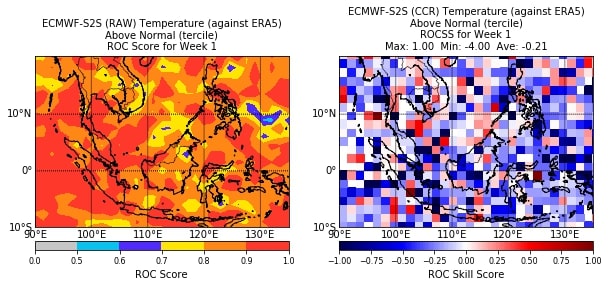 ECMWF-S2S (RAW) Temperature (against ERA5)
Above Normal (tercile)
ROC Score for Week 1
10°N
0°
10°S
90°E 100°E 110°E 120°E 130°E
0.0 0.5 0.6 0.7 0.8 0.9 1.0
ROC Score
ECMWF-S2S (CCR) Temperature (against ERA5)
Above Normal (tercile)
ROCSS for Week 1
Max: 1.00 Min: -4.00 Ave: -0.21
10°N
0°
10°S
90°E 100°E 110°E 120°E 130°E
−1.00 −0.75 −0.50 −0.25 0.00 0.25 0.50 0.75 1.00
ROC Skill Score